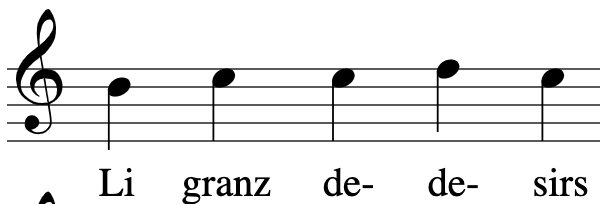 Li granz de- de- sirs